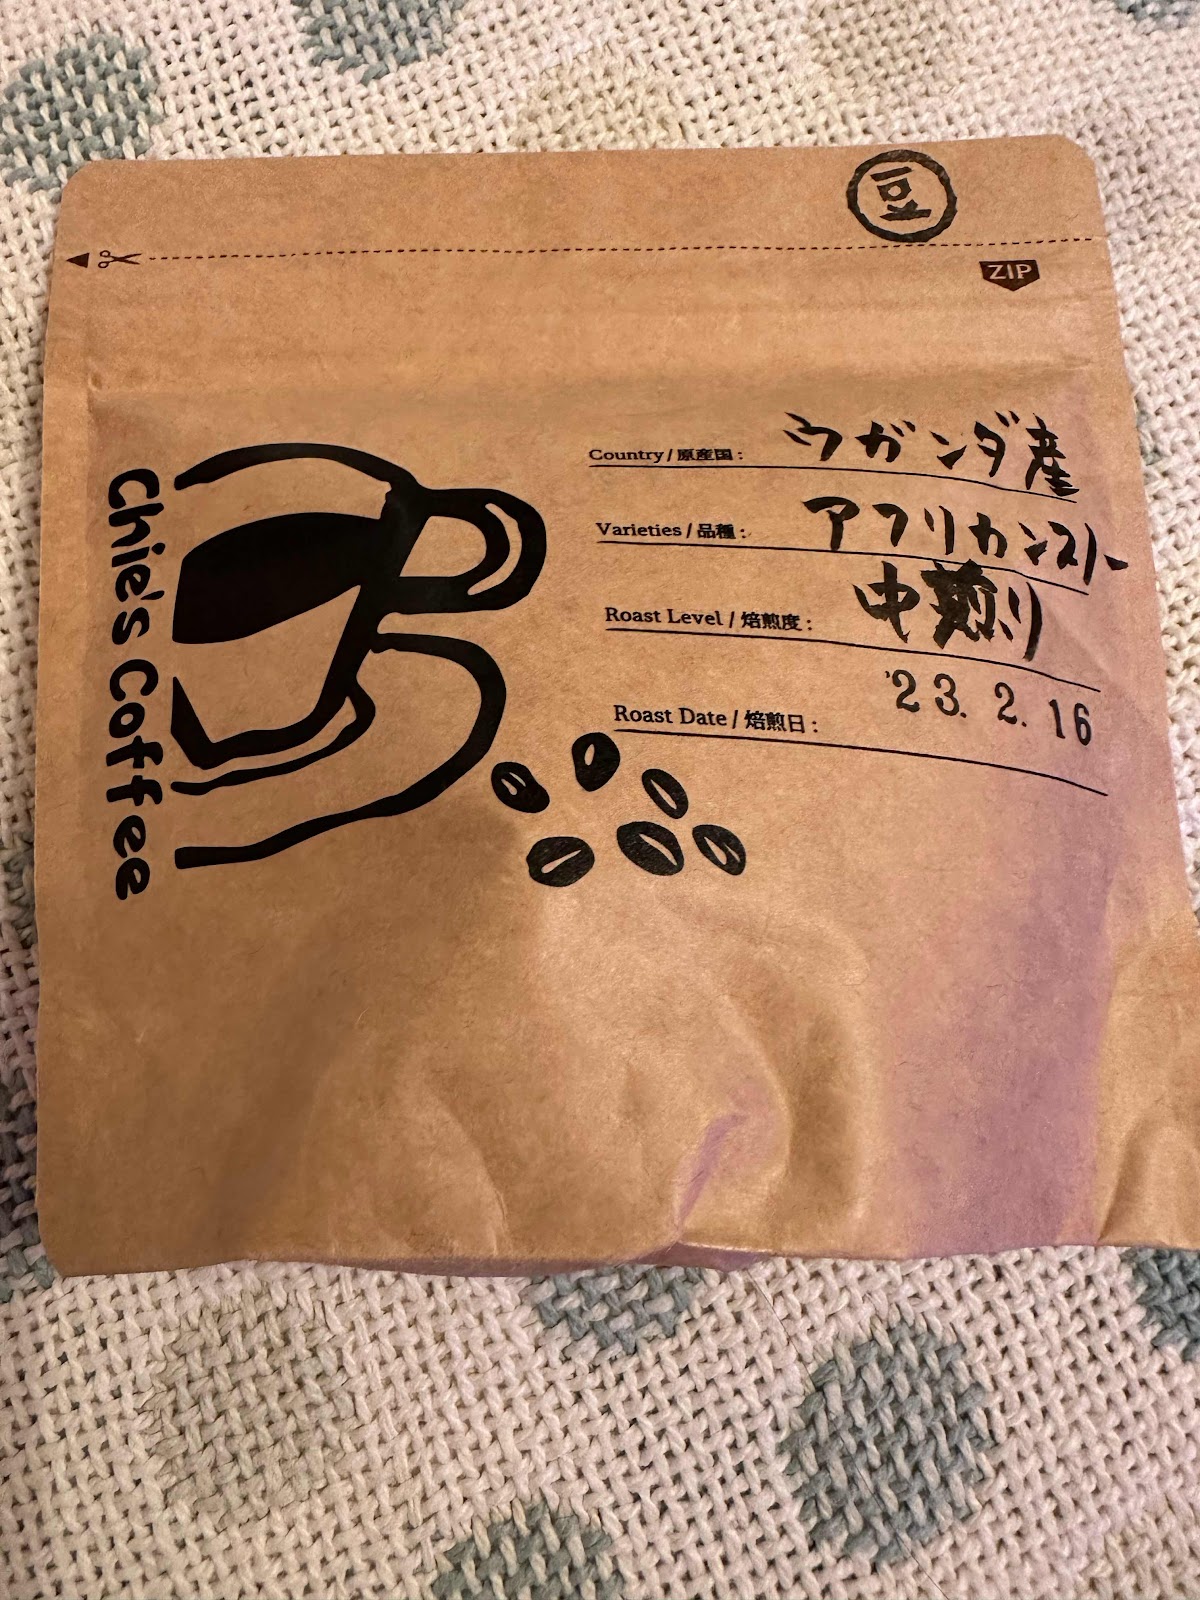 豆
ZIP
Country / 原産国 : ウガンダ産
Varieties / 品種 : アフリカンスノー
Roast Level / 焙煎度 : 中煎り
Roast Date / 焙煎日 : '23. 2. 16
Chie's Coffee